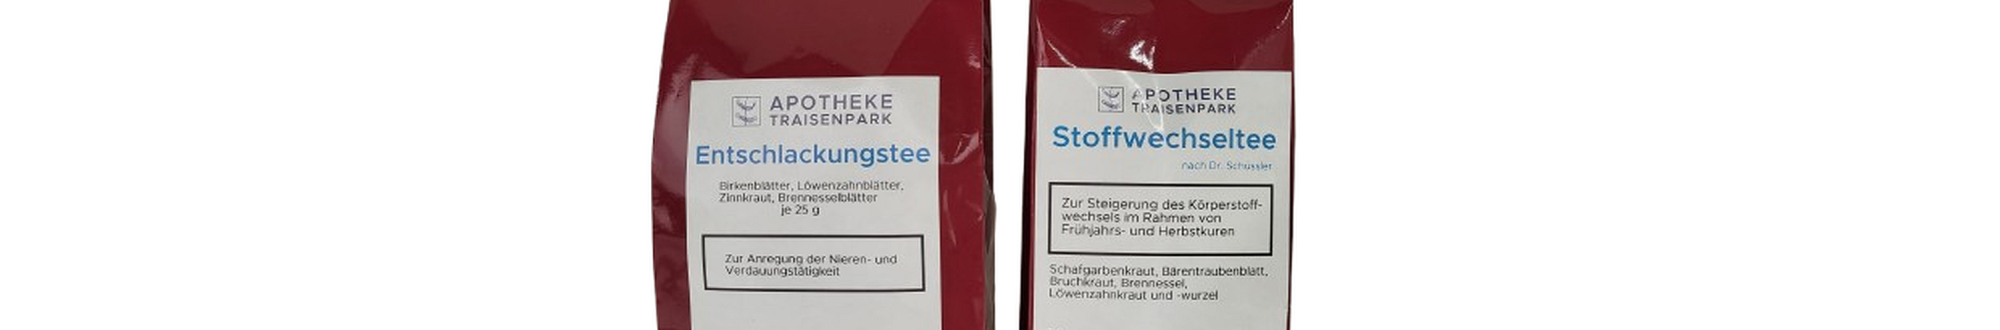 APOTHEKE
TRAISENPARK
Entschlackungstee
Birkenblätter, Löwenzahnblätter,
Zinnkraut, Brennesselblätter
je 25 g
Zur Anregung der Nieren- und
Verdauungstätigkeit
APOTHEKE
TRAISENPARK
Stoffwechseltee
nach Dr. Schüssler
Zur Steigerung des Körperstoff-
wechsels im Rahmen von
Frühjahrs- und Herbstkuren
Schafgarbenkraut, Bärentraubenblatt,
Bruchkraut, Brennessel,
Löwenzahnkraut und -wurzel